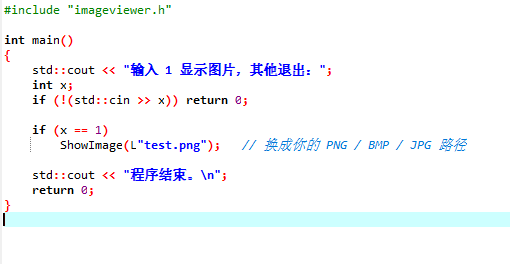 #include "imageviewer.h"
int main()
{
std::cout << "输入 1 显示图片，其他退出：";
int x;
if (!(std::cin >> x)) return 0;
if (x == 1)
ShowImage(L"test.png");   // 换成你的 PNG / BMP / JPG 路径
std::cout << "程序结束。\n";
return 0;
}